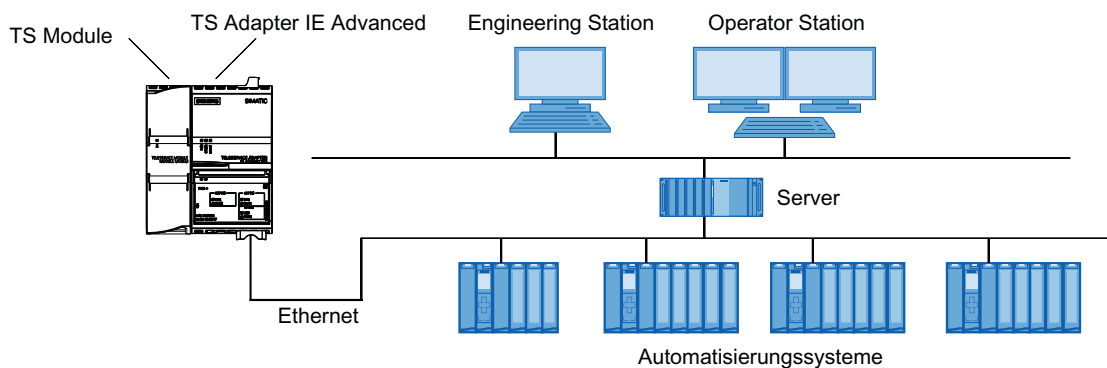 TS Adapter IE Advanced
TS Module
Engineering Station
Operator Station
SIMATIC
Server
Ethernet
Automatisierungssysteme